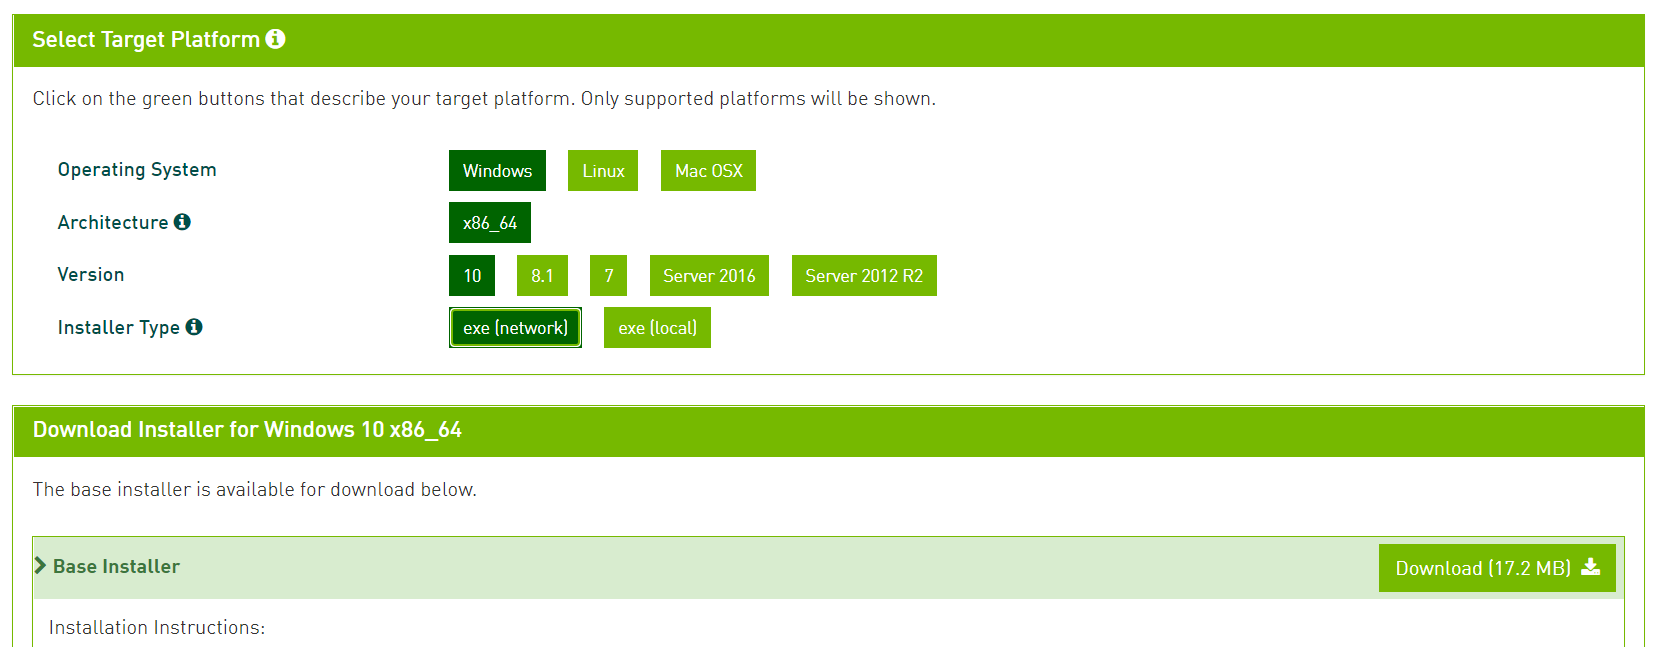 Select Target Platform
Click on the green buttons that describe your target platform. Only supported platforms will be shown.
Operating System Windows Linux Mac OSX
Architecture x86_64
Version 10 8.1 7 Server 2016 Server 2012 R2
Installer Type exe (network) exe (local)
Download Installer for Windows 10 x86_64
The base installer is available for download below.
Base Installer Download (17.2 MB)
Installation Instructions: